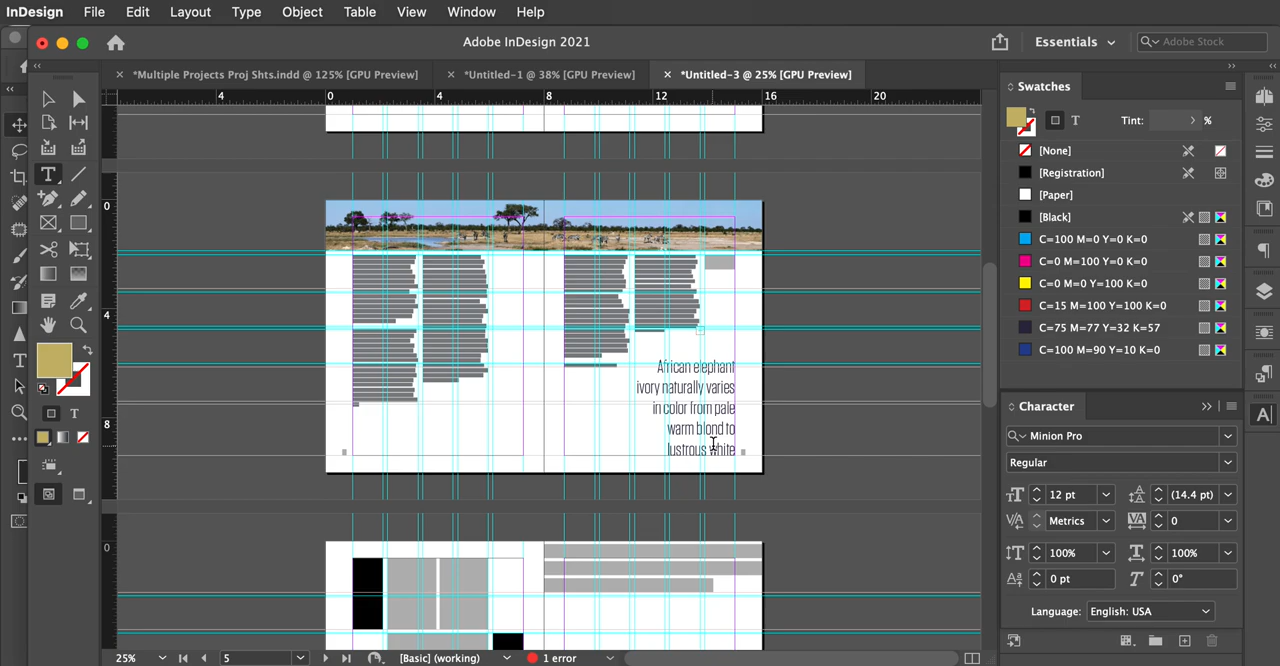 InDesign File Edit Layout Type Object Table View Window Help
Adobe InDesign 2021
Essentials
Adobe Stock
*Multiple Projects Proj Shts.indd @ 125% [GPU Preview]
*Untitled-1 @ 38% [GPU Preview]
*Untitled-3 @ 25% [GPU Preview]
4 0 4 8 12 16 20
0
4
8
0
African elephant
ivory naturally varies
in color from pale
warm blond to
lustrous white
Swatches
T
Tint:
%
[None]
[Registration]
[Paper]
[Black]
C=100 M=0 Y=0 K=0
C=0 M=100 Y=0 K=0
C=0 M=0 Y=100 K=0
C=15 M=100 Y=100 K=0
C=75 M=77 Y=32 K=57
C=100 M=90 Y=10 K=0
Character
Minion Pro
Regular
12 pt
(14.4 pt)
Metrics
0
100%
100%
0 pt
0°
Language: English: USA
25%
5
[Basic] (working)
1 error